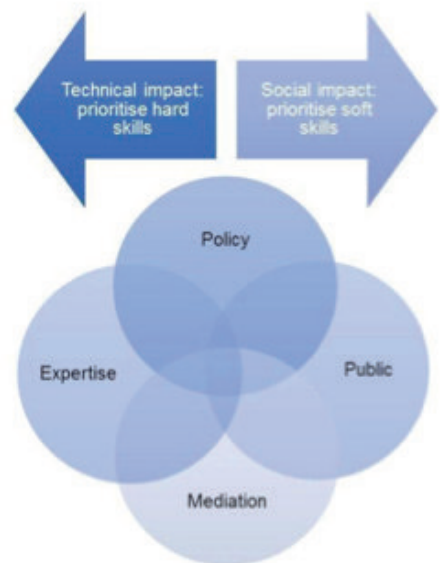 Technical impact:
prioritise hard
skills
Social impact:
prioritise soft
skills
Policy
Expertise
Public
Mediation